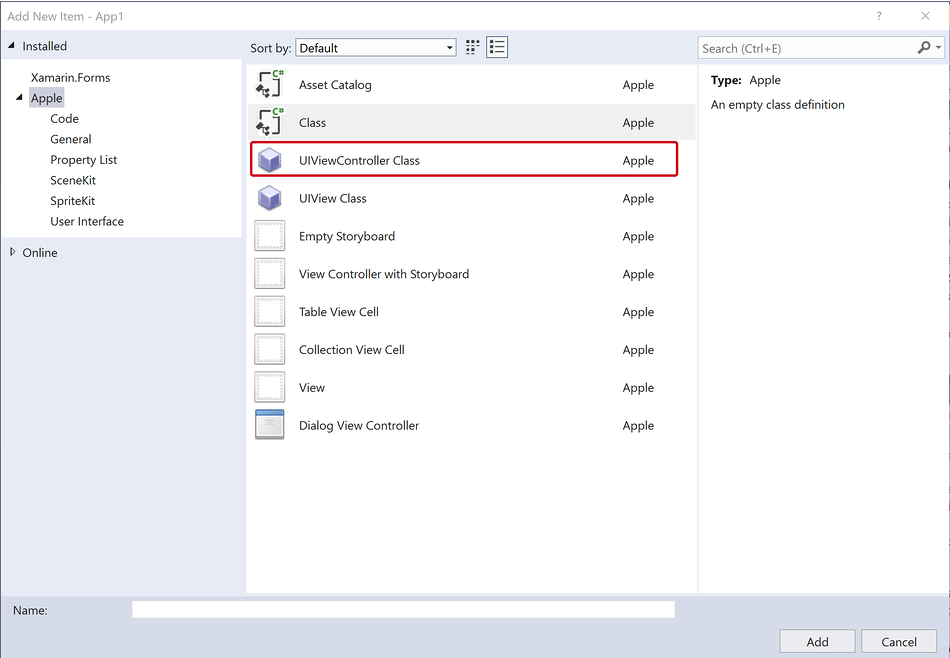 Add New Item - App1 ?
Installed
Sort by: Default
Search (Ctrl+E)
Xamarin.Forms
Apple
Code
General
Property List
SceneKit
SpriteKit
User Interface
Online
C# Asset Catalog Apple
C# Class Apple
UIViewController Class Apple
UIView Class Apple
Empty Storyboard Apple
View Controller with Storyboard Apple
Table View Cell Apple
Collection View Cell Apple
View Apple
Dialog View Controller Apple
Type: Apple
An empty class definition
Name:
Add Cancel